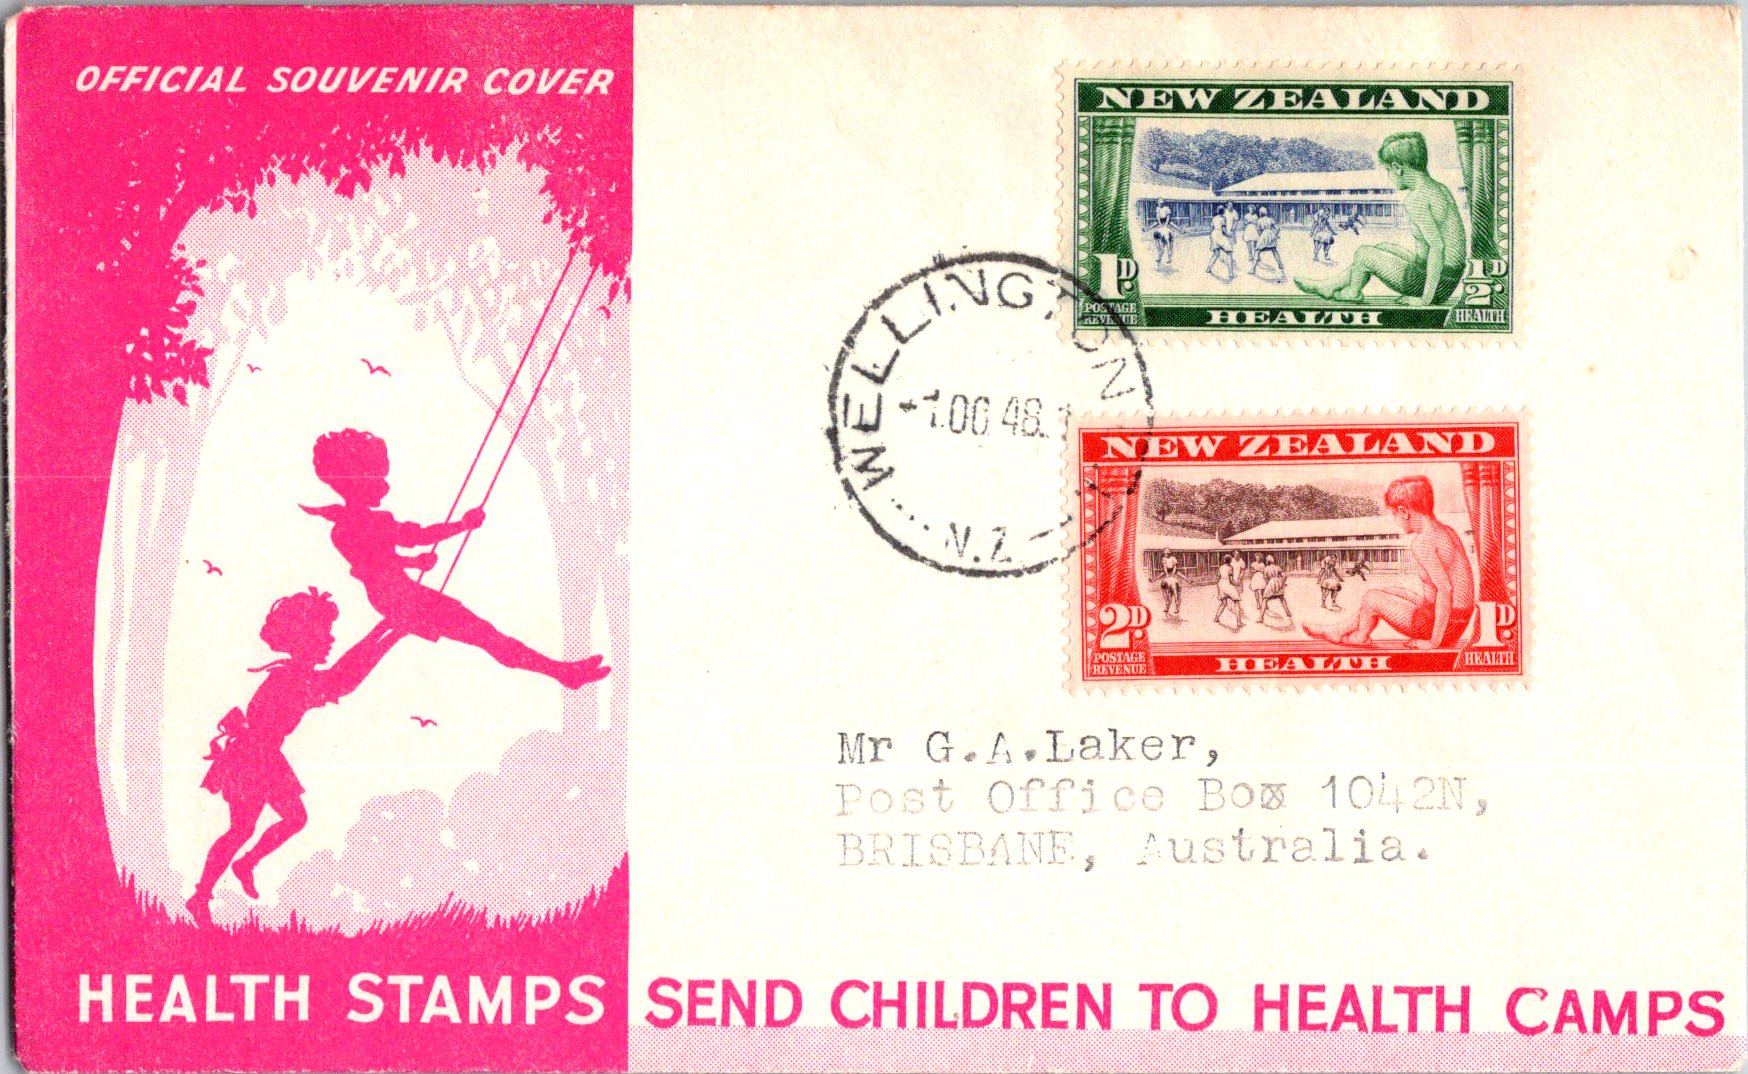 OFFICIAL SOUVENIR COVER
NEW ZEALAND
1D
½D
POSTAGE
REVENUE
HEALTH
HEALTH
WELLINGTON
-1.OC 48
N.Z
NEW ZEALAND
2D
1D
POSTAGE
REVENUE
HEALTH
HEALTH
Mr G.A.Laker,
Post Office Box 1042N,
BRISBANE, Australia.
HEALTH STAMPS SEND CHILDREN TO HEALTH CAMPS